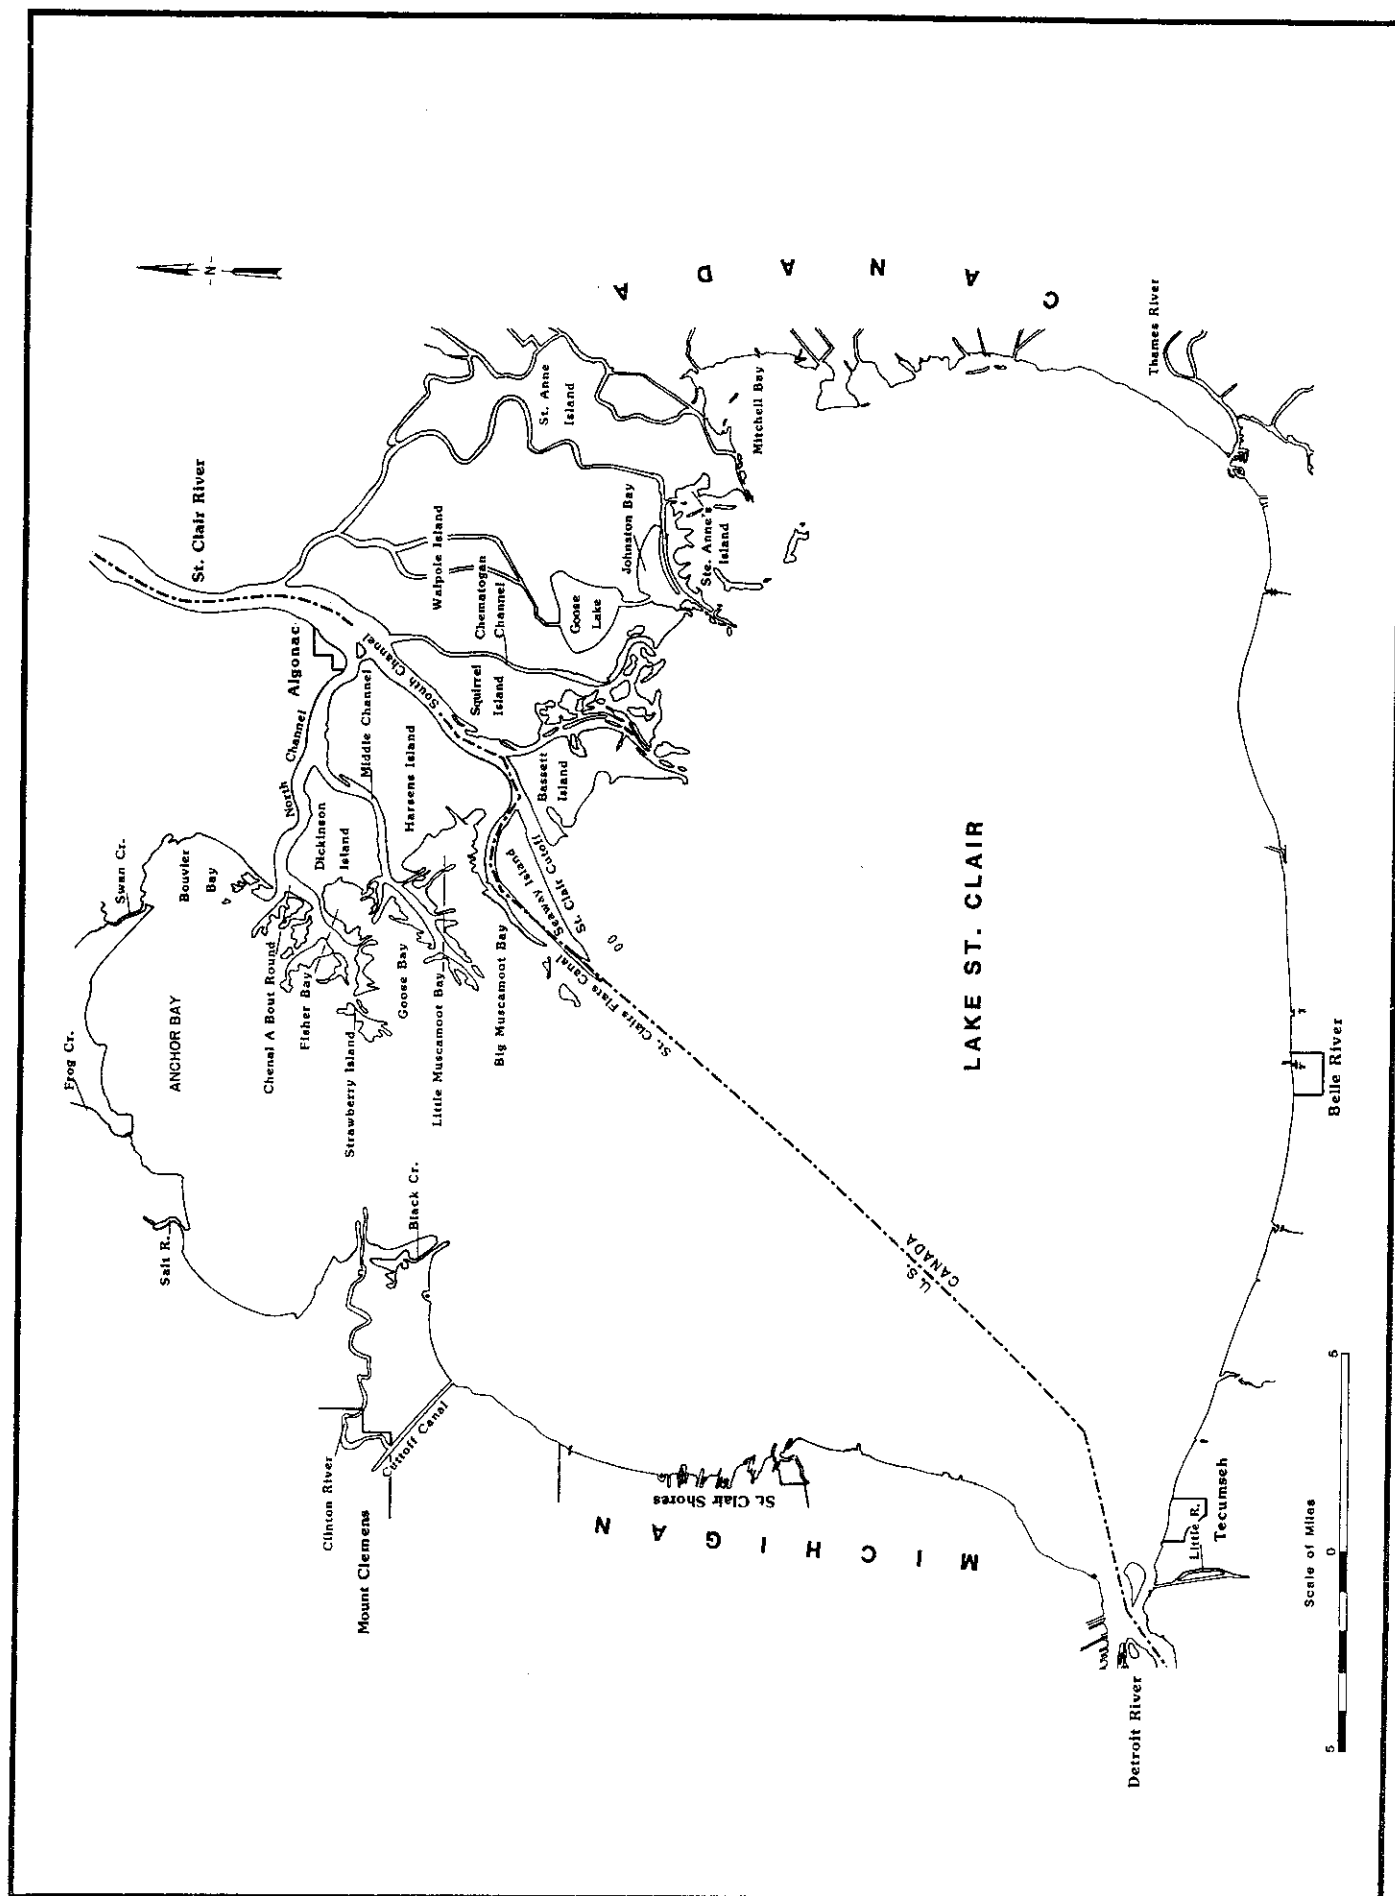 Frog Cr.
Swan Cr.
Salt R.
ANCHOR BAY
Bouvier
Bay
St. Clair River
-N-
Chenal A Bout Round
North Channel
Algonac
Fisher Bay
Dickinson
Island
Clinton River
Strawberry Island
Mount Clemens
Middle Channel
South Channel
Cuttoff Canal
Goose Bay
Black Cr.
Harsens Island
Little Muscamoot Bay
Walpole Island
Squirrel
Island
Chematogan
Channel
Big Muscamoot Bay
Seaway Island
St. Clair Cutoff
Bassett
Island
St. Anne
Island
Goose
Lake
St. Clairs Flats Canal
Johnston Bay
Ste. Anne's
Island
Mitchell Bay
St. Clair Shores
MICHIGAN
CANADA
U.S.
CANADA
LAKE ST. CLAIR
Thames River
Detroit River
Little R.
Tecumseh
Belle River
Scale of Miles
5 0 5